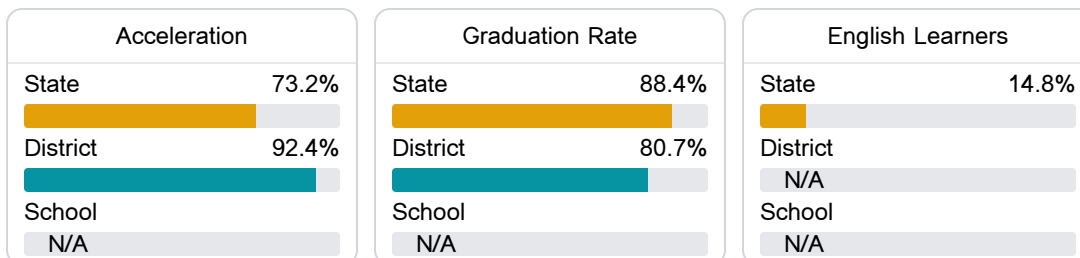 Acceleration
State 73.2%
District 92.4%
School
N/A
Graduation Rate
State 88.4%
District 80.7%
School
N/A
English Learners
State 14.8%
District
N/A
School
N/A